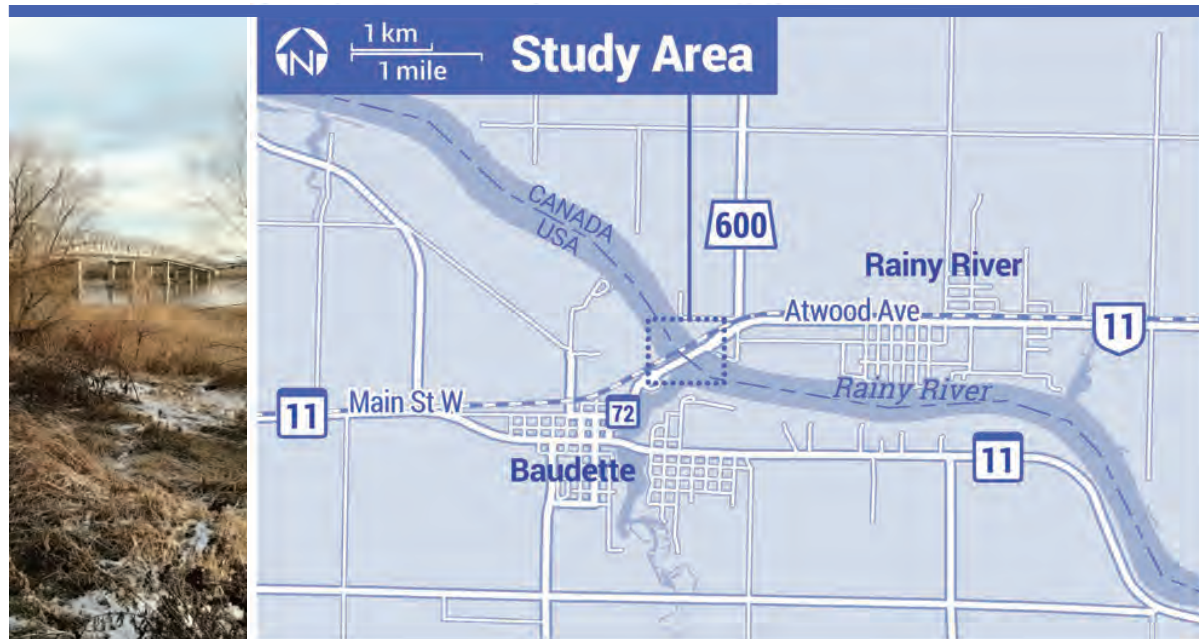 N
1 km
1 mile
Study Area
CANADA
USA
600
Rainy River
Atwood Ave
11
Rainy River
Main St W
11
72
11
Baudette